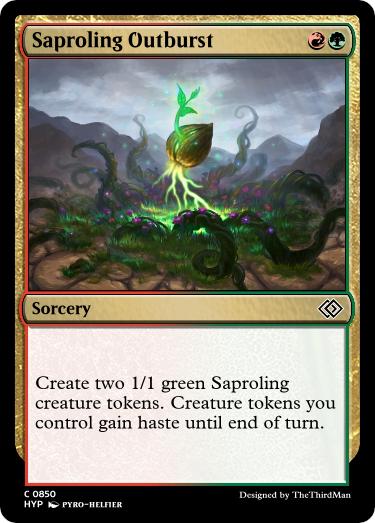 Saproling Outburst
Sorcery
Create two 1/1 green Saproling
creature tokens. Creature tokens you
control gain haste until end of turn.
C 0850
HYP PYRO-HELFIER
Designed by TheThirdMan